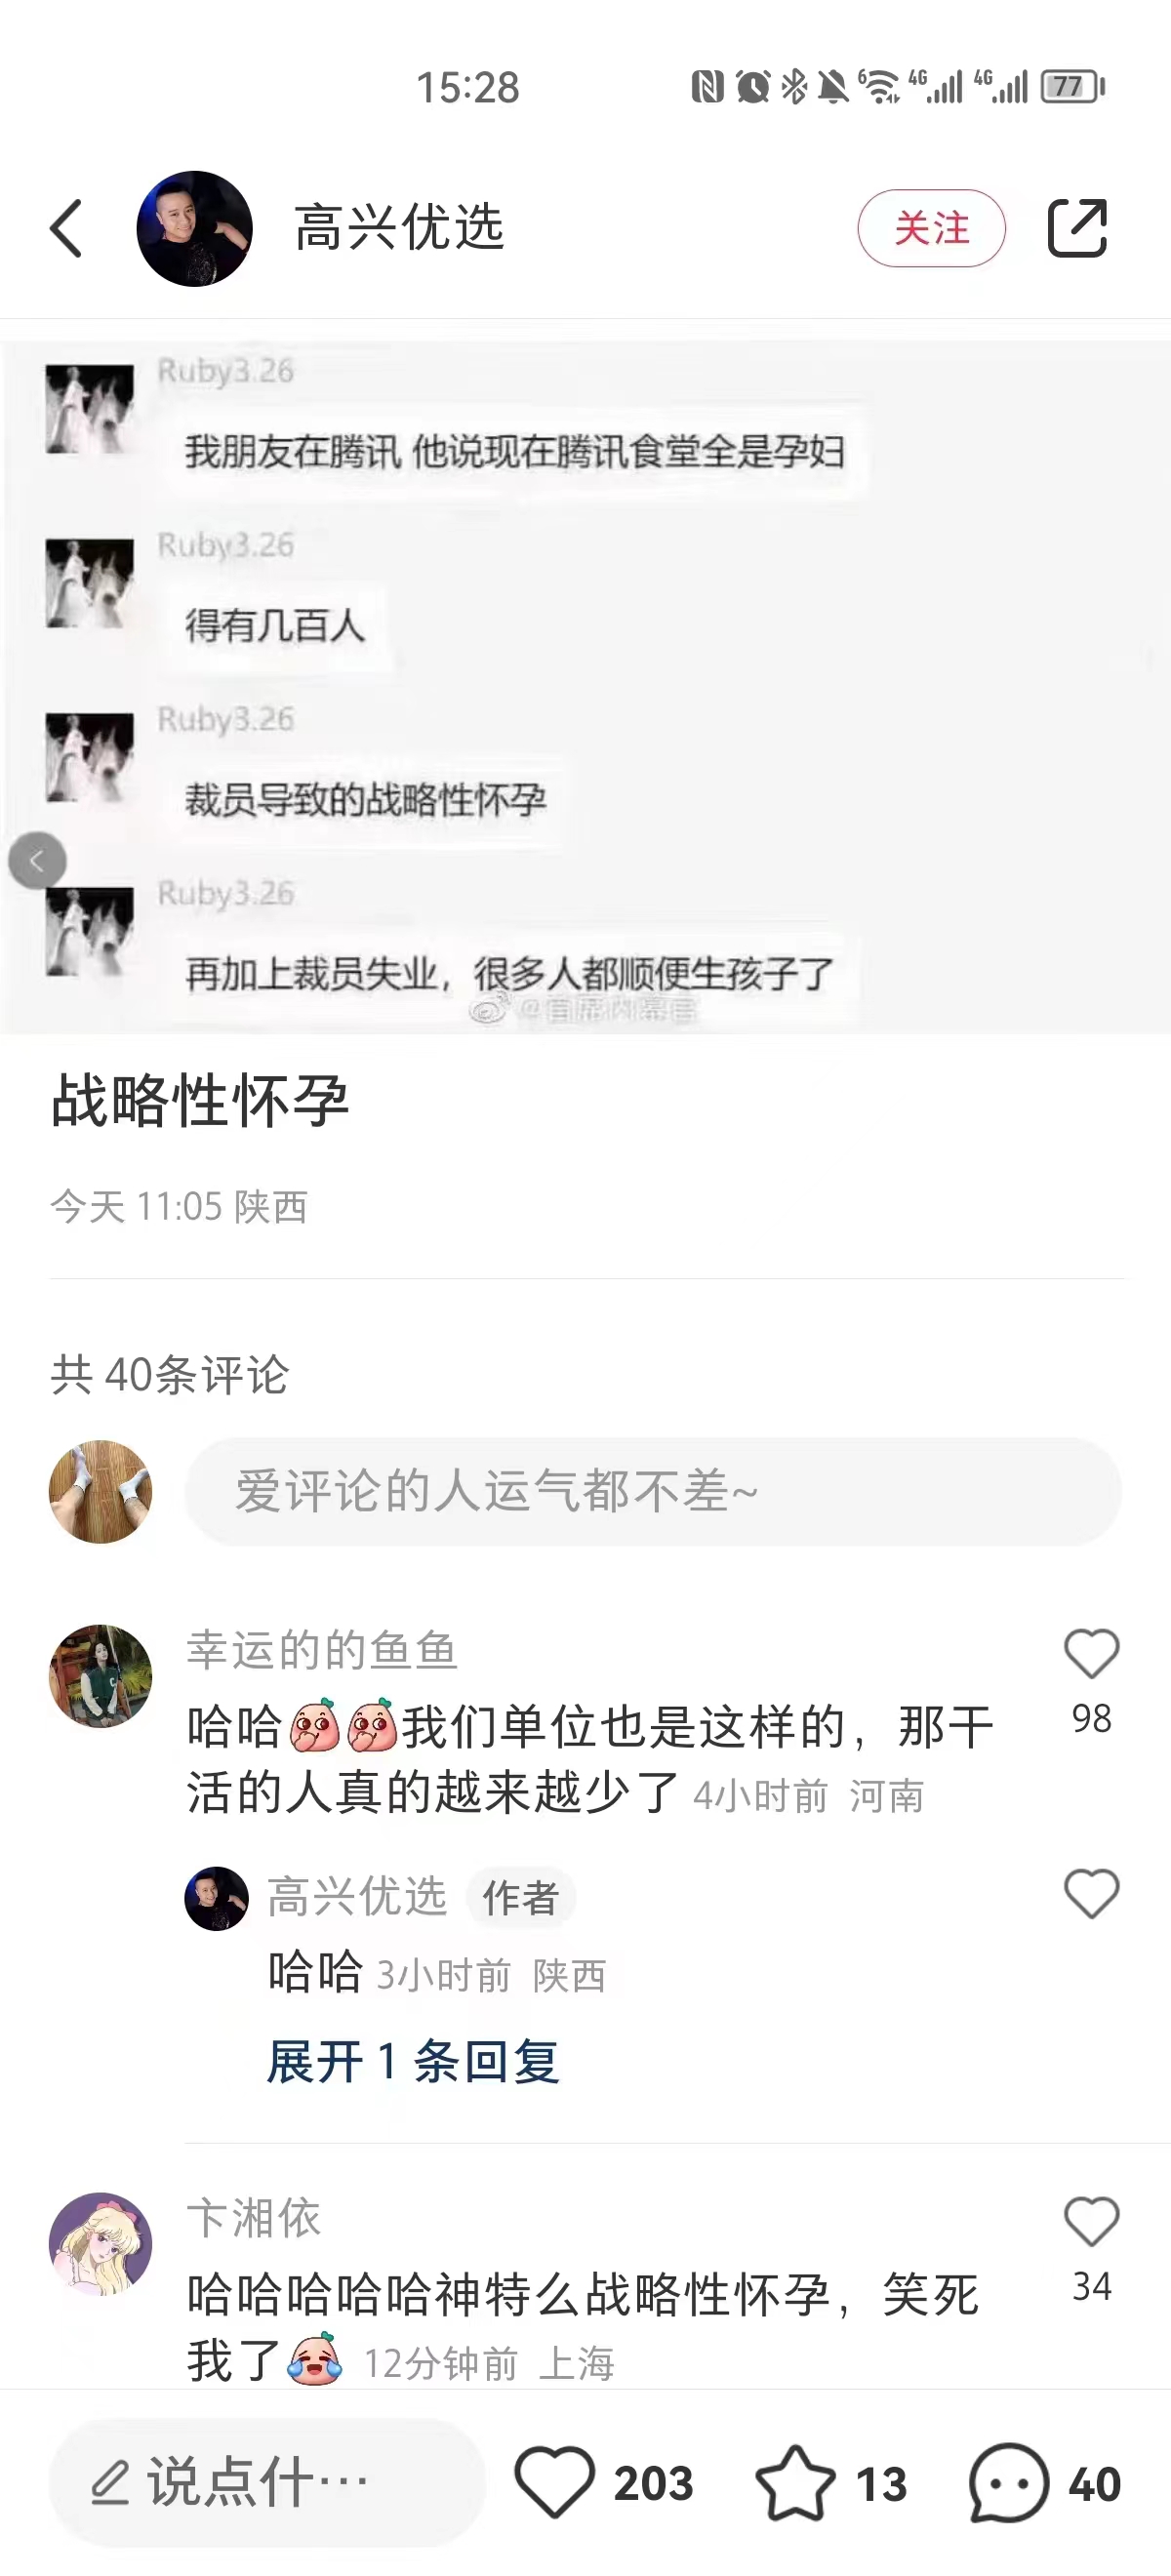 15:28
6
4G
4G
77
高兴优选
关注
Ruby3.26
我朋友在腾讯 他说现在腾讯食堂全是孕妇
Ruby3.26
得有几百人
Ruby3.26
裁员导致的战略性怀孕
Ruby3.26
再加上裁员失业，很多人都顺便生孩子了
@首席内幕官
战略性怀孕
今天 11:05 陕西
共 40条评论
爱评论的人运气都不差~
幸运的的鱼鱼
哈哈我们单位也是这样的，那干
98
活的人真的越来越少了 4小时前 河南
高兴优选 作者
哈哈 3小时前 陕西
展开 1 条回复
卞湘依
哈哈哈哈哈神特么战略性怀孕，笑死
34
我了 12分钟前 上海
说点什…
203
13
40